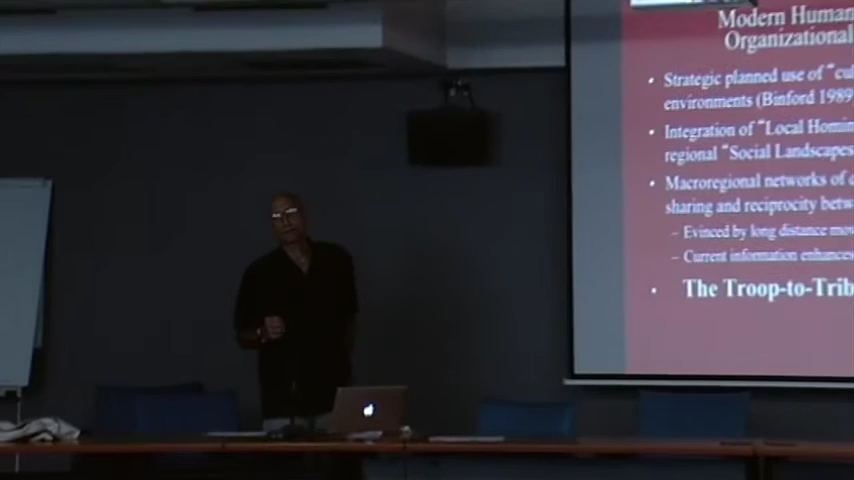 Modern Human
Organizational
• Strategic planned use of "cul
environments (Binford 1989
• Integration of "Local Homin
regional "Social Landscapes
• Macroregional networks of
sharing and reciprocity betw
– Evinced by long distance mov
– Current information enhances
• The Troop-to-Trib